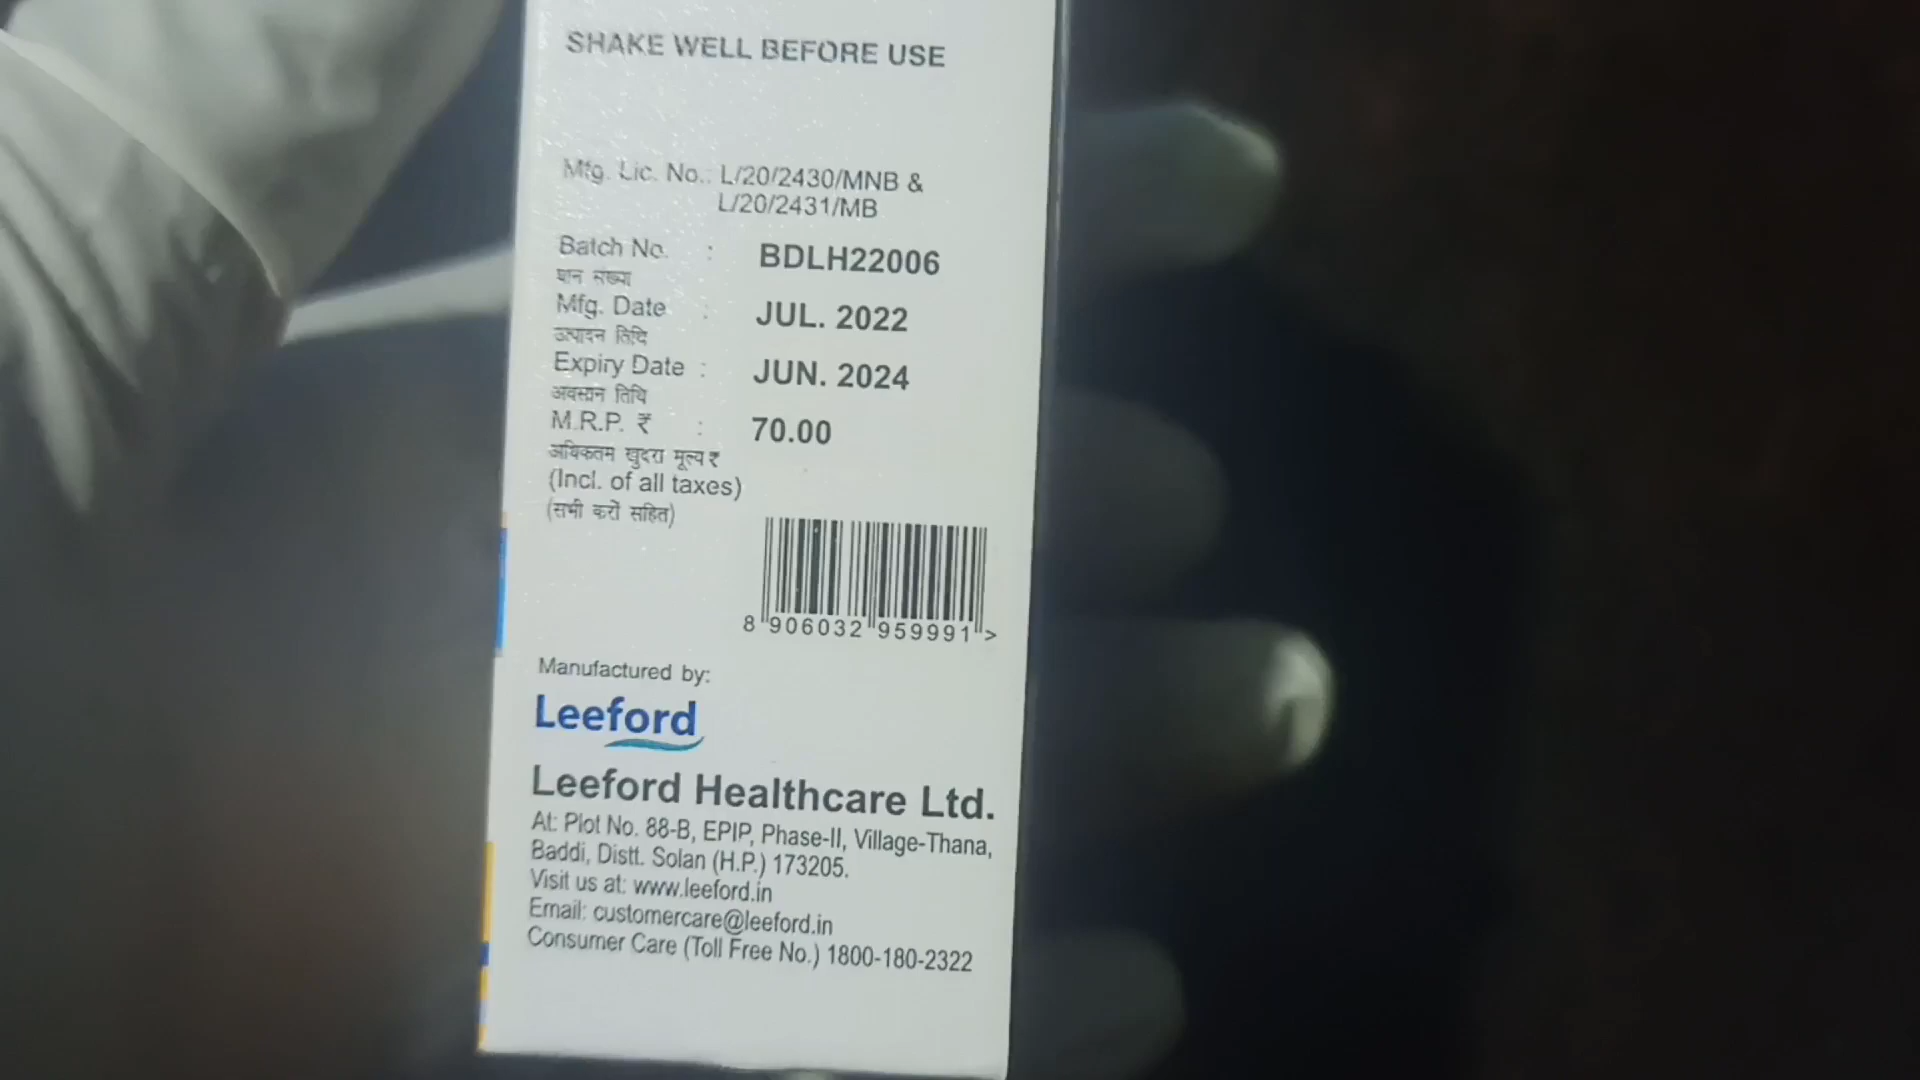 SHAKE WELL BEFORE USE
Mfg. Lic. No.: L/20/2430/MNB &
L/20/2431/MB
Batch No. : BDLH22006
घान संख्या
Mfg. Date : JUL. 2022
उत्पादन तिथि
Expiry Date : JUN. 2024
अवसान तिथि
M.R.P. ₹ : 70.00
अधिकतम खुदरा मूल्य ₹
(Incl. of all taxes)
(सभी करों सहित)
8 906032 959991 >
Manufactured by:
Leeford
Leeford Healthcare Ltd.
At: Plot No. 88-B, EPIP, Phase-II, Village-Thana,
Baddi, Distt. Solan (H.P.) 173205.
Visit us at: www.leeford.in
Email: customercare@leeford.in
Consumer Care (Toll Free No.) 1800-180-2322